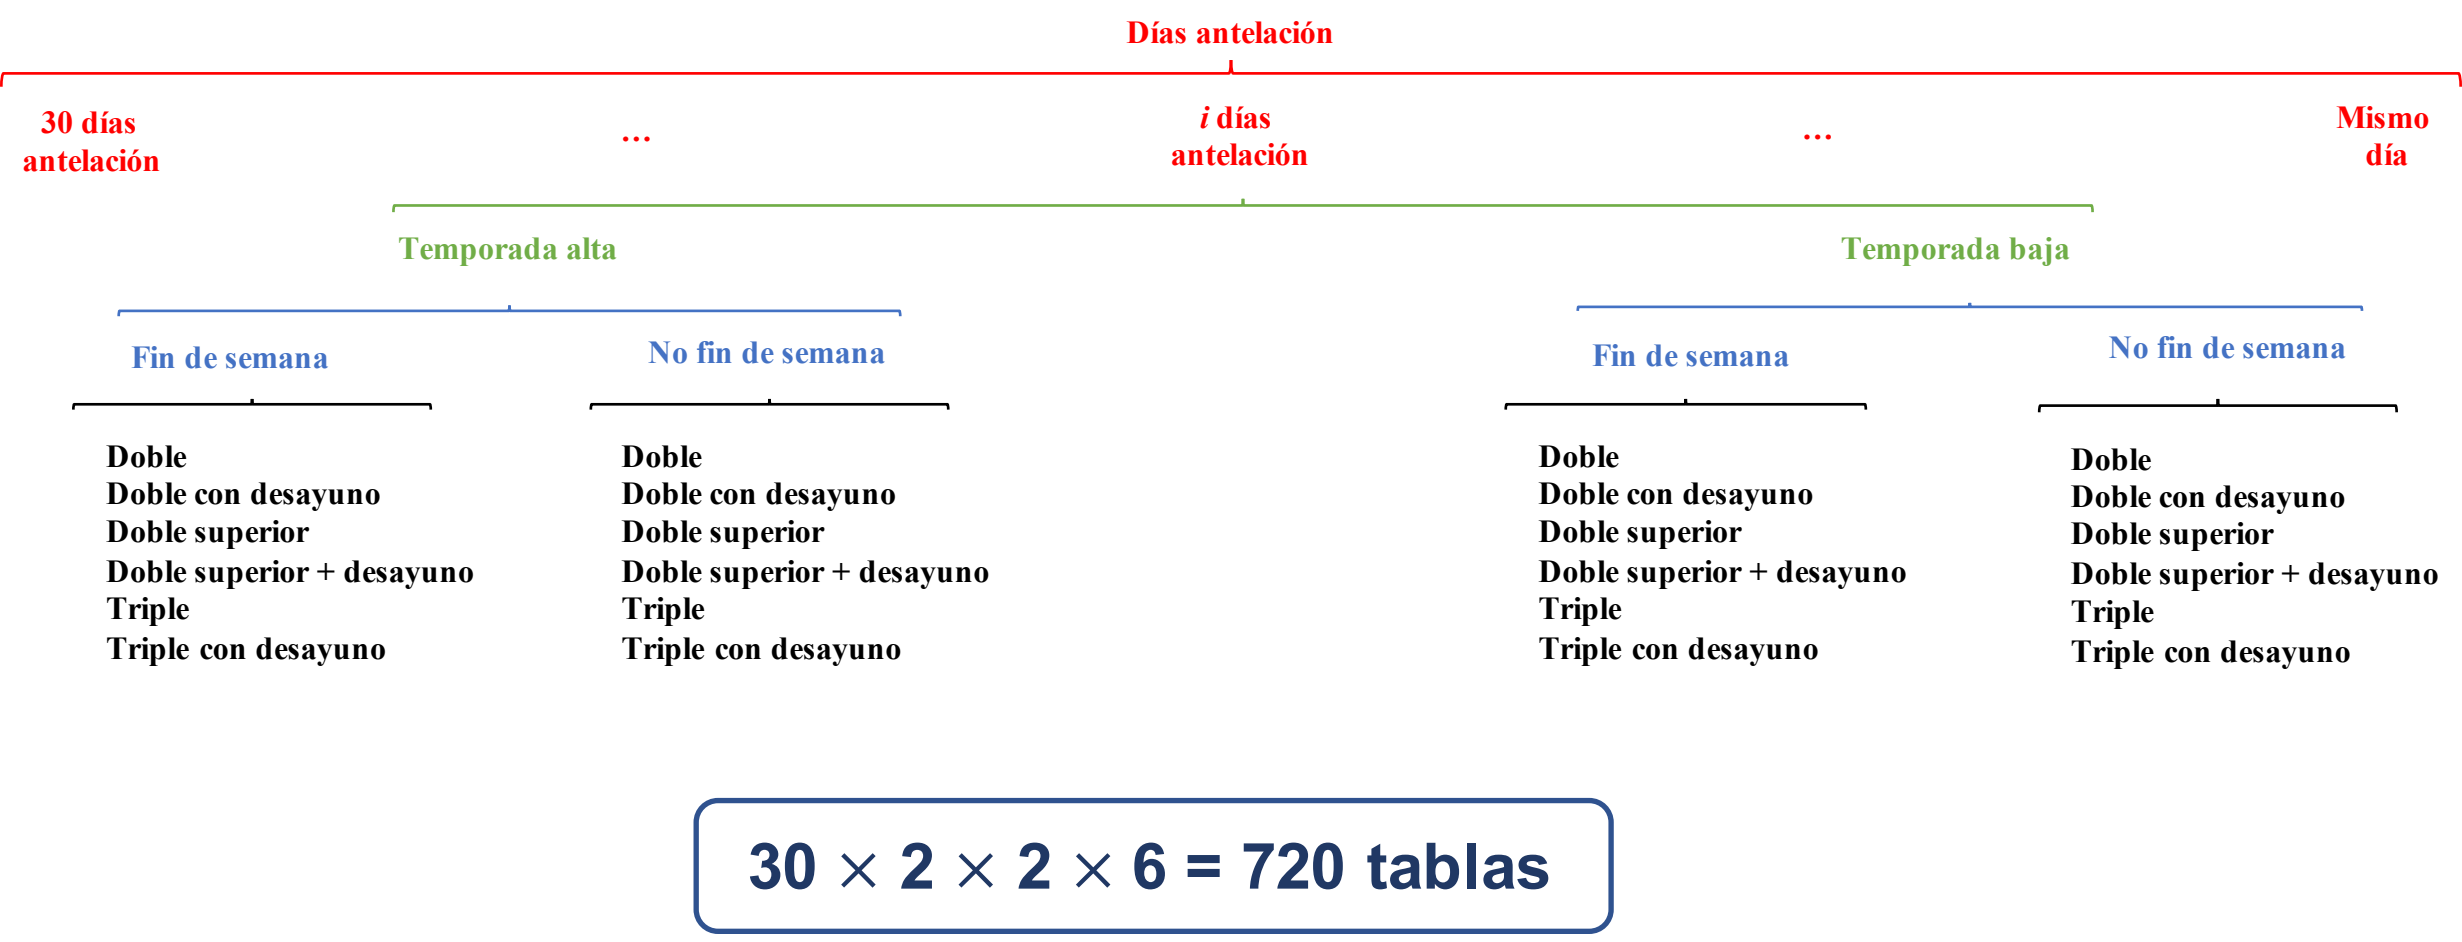 Días antelación
30 días
antelación
…
i días
antelación
…
Mismo
día
Temporada alta
Temporada baja
Fin de semana
No fin de semana
Fin de semana
No fin de semana
Doble
Doble con desayuno
Doble superior
Doble superior + desayuno
Triple
Triple con desayuno
Doble
Doble con desayuno
Doble superior
Doble superior + desayuno
Triple
Triple con desayuno
Doble
Doble con desayuno
Doble superior
Doble superior + desayuno
Triple
Triple con desayuno
Doble
Doble con desayuno
Doble superior
Doble superior + desayuno
Triple
Triple con desayuno
30 × 2 × 2 × 6 = 720 tablas